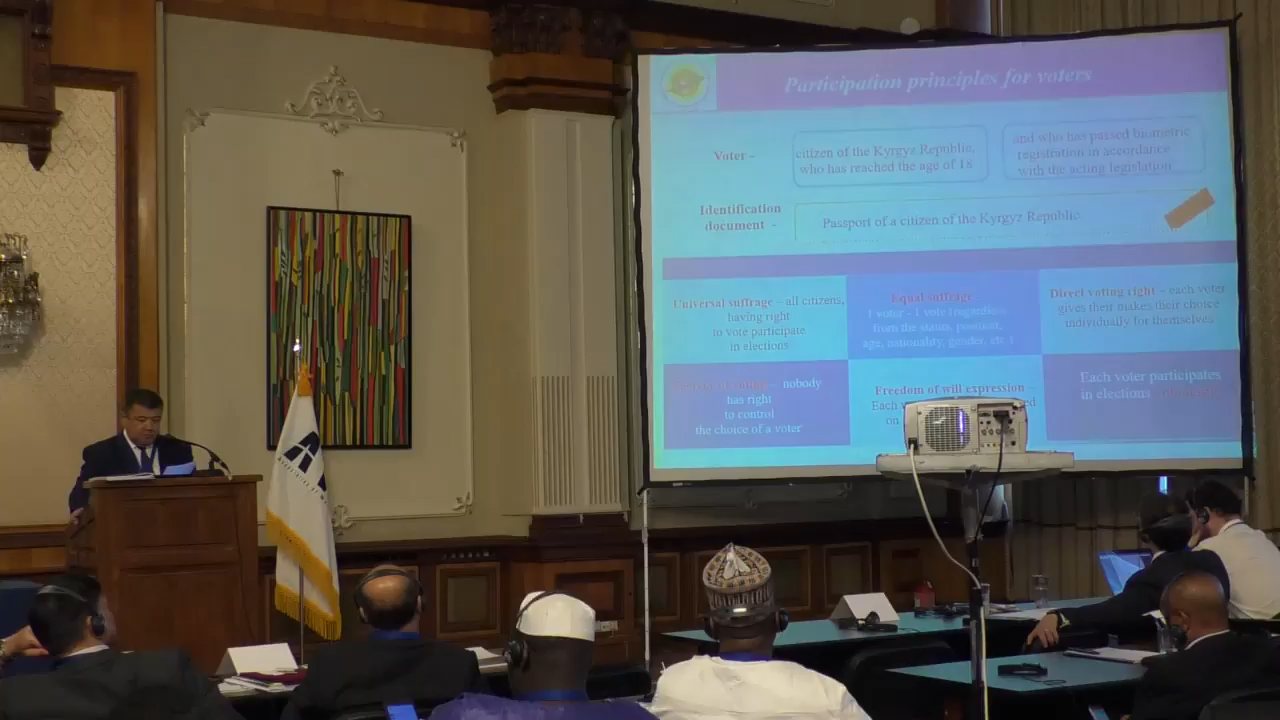 Participation principles for voters
Voter -
citizen of the Kyrgyz Republic,
who has reached the age of 18
and who has passed biometric
registration in accordance
with the acting legislation
Identification
document -
Passport of a citizen of the Kyrgyz Republic
Universal suffrage – all citizens,
having right
to vote participate
in elections
Equal suffrage
1 voter - 1 vote (regardless
from the status, position,
age, nationality, gender, etc.)
Direct voting right – each voter
gives their makes their choice
individually for themselves
– nobody
has right
to control
the choice of a voter
Freedom of will expression –
Each
on
Each voter participates
in elections